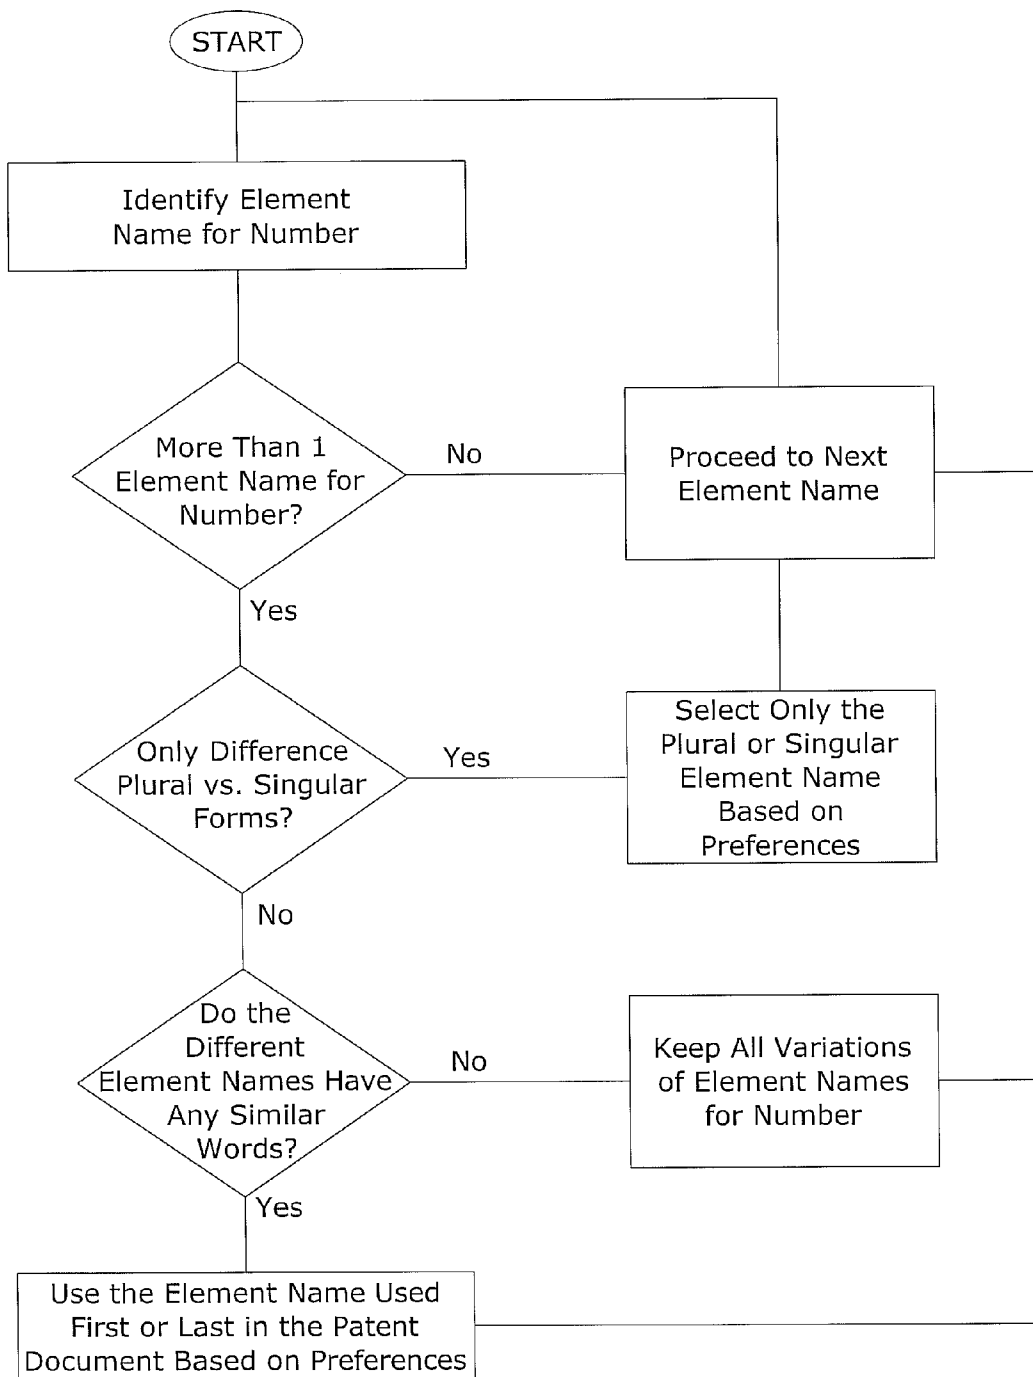 START
Identify Element
Name for Number
More Than 1
Element Name for
Number?
No
Proceed to Next
Element Name
Yes
Only Difference
Plural vs. Singular
Forms?
Yes
Select Only the
Plural or Singular
Element Name
Based on
Preferences
No
Do the
Different
Element Names Have
Any Similar
Words?
No
Keep All Variations
of Element Names
for Number
Yes
Use the Element Name Used
First or Last in the Patent
Document Based on Preferences